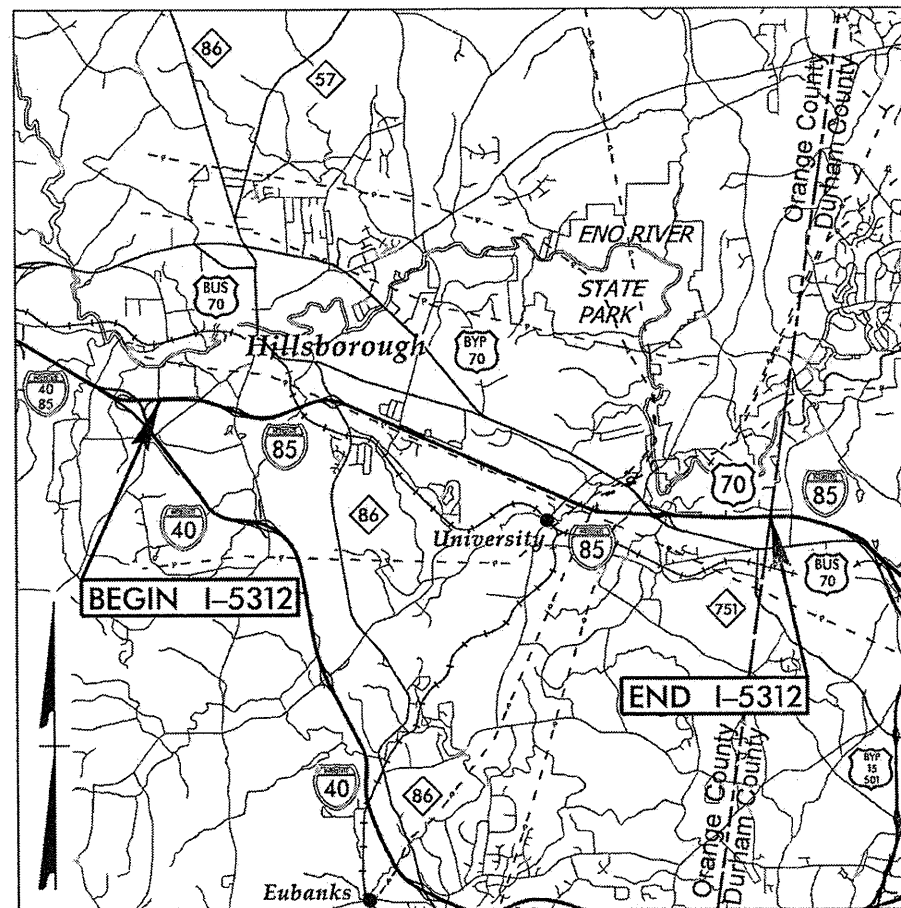 86
57
Orange County
Durham County
ENO RIVER
STATE
PARK
BUS
70
Hillsborough
BYP
70
40
85
85
70
85
40
86
University
85
BUS
70
BEGIN I-5312
751
END I-5312
40
86
BYP
15
501
Orange County
Durham County
Eubanks